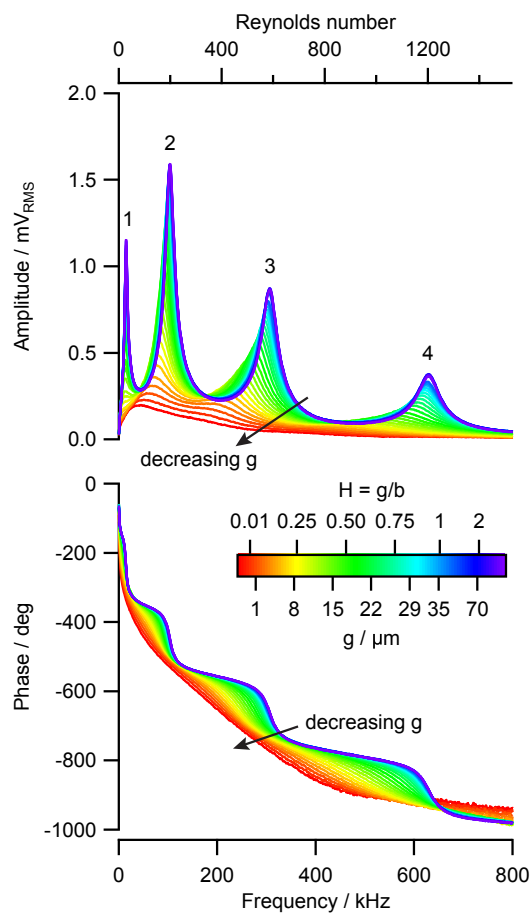 Reynolds number
0 400 800 1200
2.0
1.5
1.0
0.5
0.0
Amplitude / mVRMS
1
2
3
4
decreasing g
0
-200
-400
-600
-800
-1000
Phase / deg
H = g/b
0.01 0.25 0.50 0.75 1 2
1 8 15 22 29 35 70
g / μm
decreasing g
0 200 400 600 800
Frequency / kHz